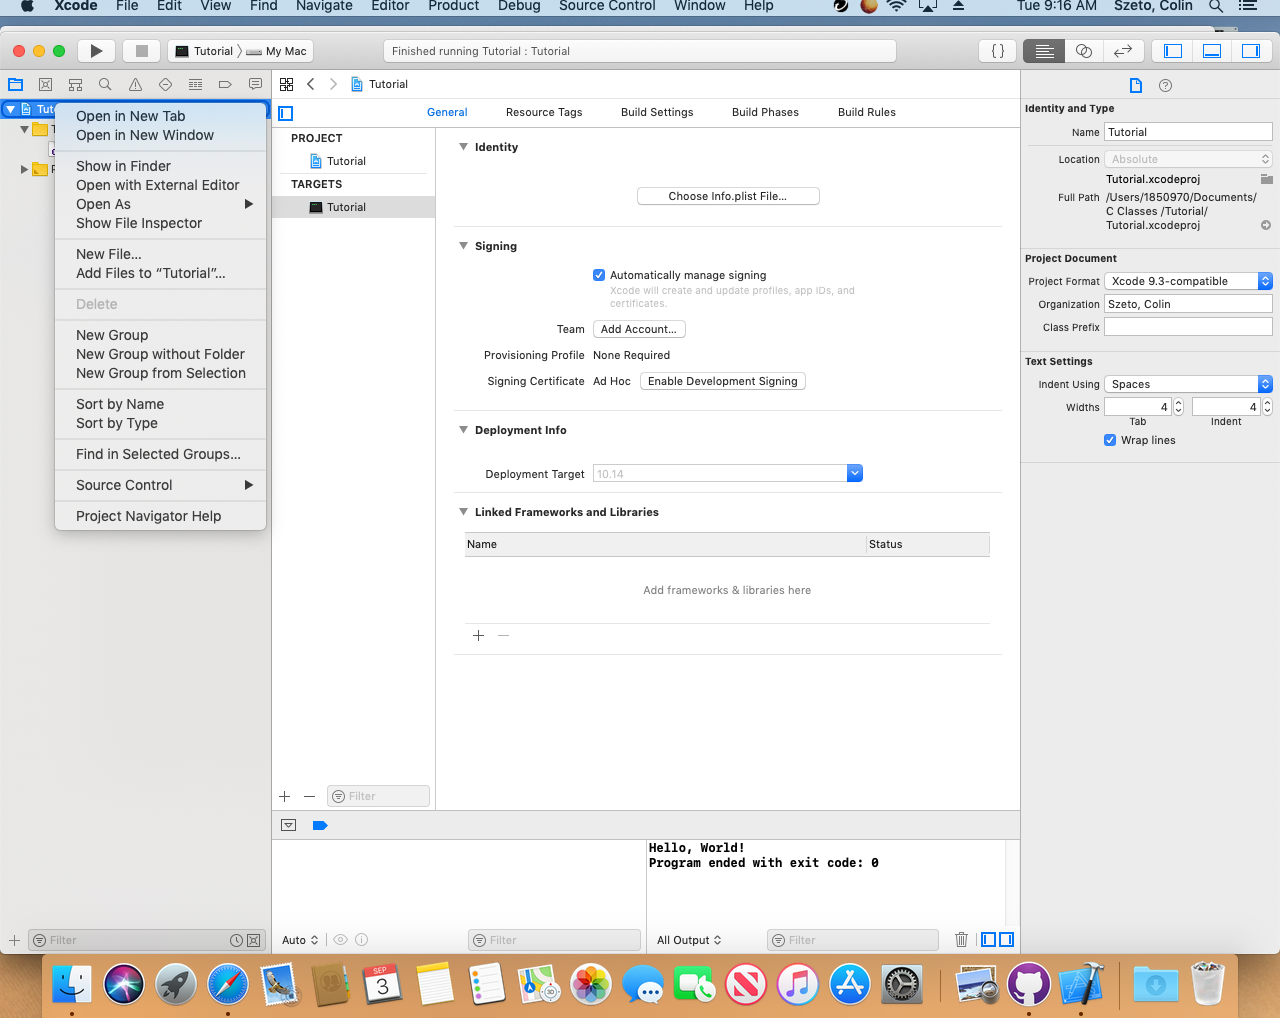 Xcode File Edit View Find Navigate Editor Product Debug Source Control Window Help Tue 9:16 AM Szeto, Colin
Tutorial My Mac
Finished running Tutorial : Tutorial
{ }
Tutorial
General Resource Tags Build Settings Build Phases Build Rules
Open in New Tab
Open in New Window
Show in Finder
Open with External Editor
Open As
Show File Inspector
New File...
Add Files to “Tutorial”...
Delete
New Group
New Group without Folder
New Group from Selection
Sort by Name
Sort by Type
Find in Selected Groups...
Source Control
Project Navigator Help
Filter
PROJECT
Tutorial
TARGETS
Tutorial
Filter
Identity
Choose Info.plist File...
Signing
Automatically manage signing
Xcode will create and update profiles, app IDs, and
certificates.
Team Add Account...
Provisioning Profile None Required
Signing Certificate Ad Hoc Enable Development Signing
Deployment Info
Deployment Target 10.14
Linked Frameworks and Libraries
Name Status
Add frameworks & libraries here
Hello, World!
Program ended with exit code: 0
Auto
Filter
All Output
Filter
Identity and Type
Name Tutorial
Location Absolute
Tutorial.xcodeproj
Full Path /Users/1850970/Documents/
C Classes /Tutorial/
Tutorial.xcodeproj
Project Document
Project Format Xcode 9.3-compatible
Organization Szeto, Colin
Class Prefix
Text Settings
Indent Using Spaces
Widths 4 4
Tab Indent
Wrap lines
SEP
3